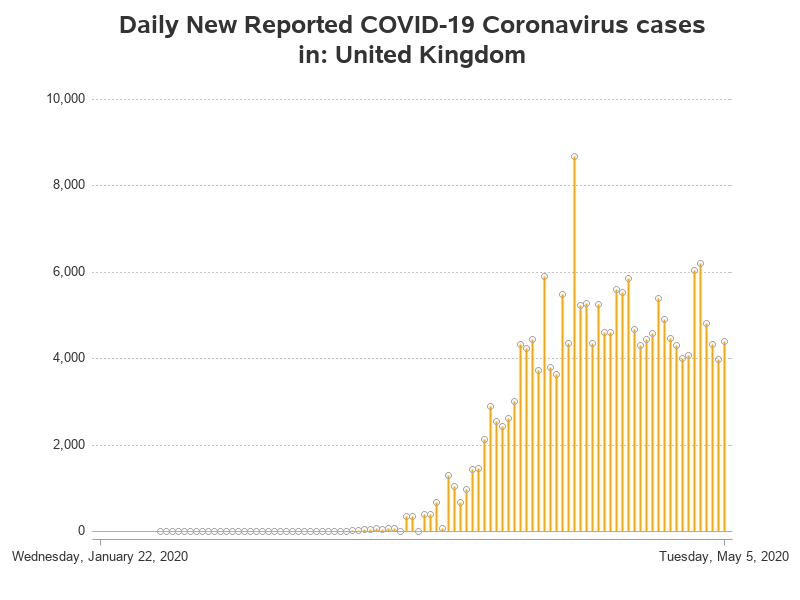 Daily New Reported COVID-19 Coronavirus cases
in: United Kingdom
10,000
8,000
6,000
4,000
2,000
0
Wednesday, January 22, 2020
Tuesday, May 5, 2020